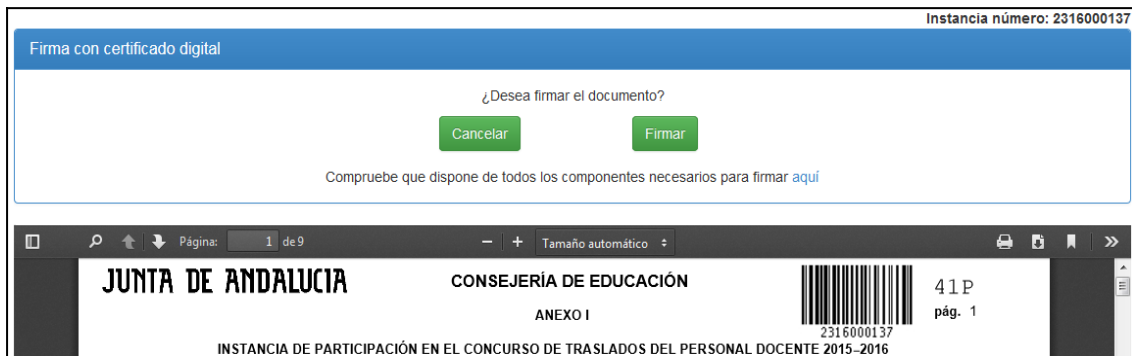 Instancia número: 2316000137
Firma con certificado digital
¿Desea firmar el documento?
Cancelar Firmar
Compruebe que dispone de todos los componentes necesarios para firmar aquí
Página: 1 de 9 Tamaño automático
JUNTA DE ANDALUCIA CONSEJERÍA DE EDUCACIÓN 41P
ANEXO I pág. 1
2316000137
INSTANCIA DE PARTICIPACIÓN EN EL CONCURSO DE TRASLADOS DEL PERSONAL DOCENTE 2015-2016